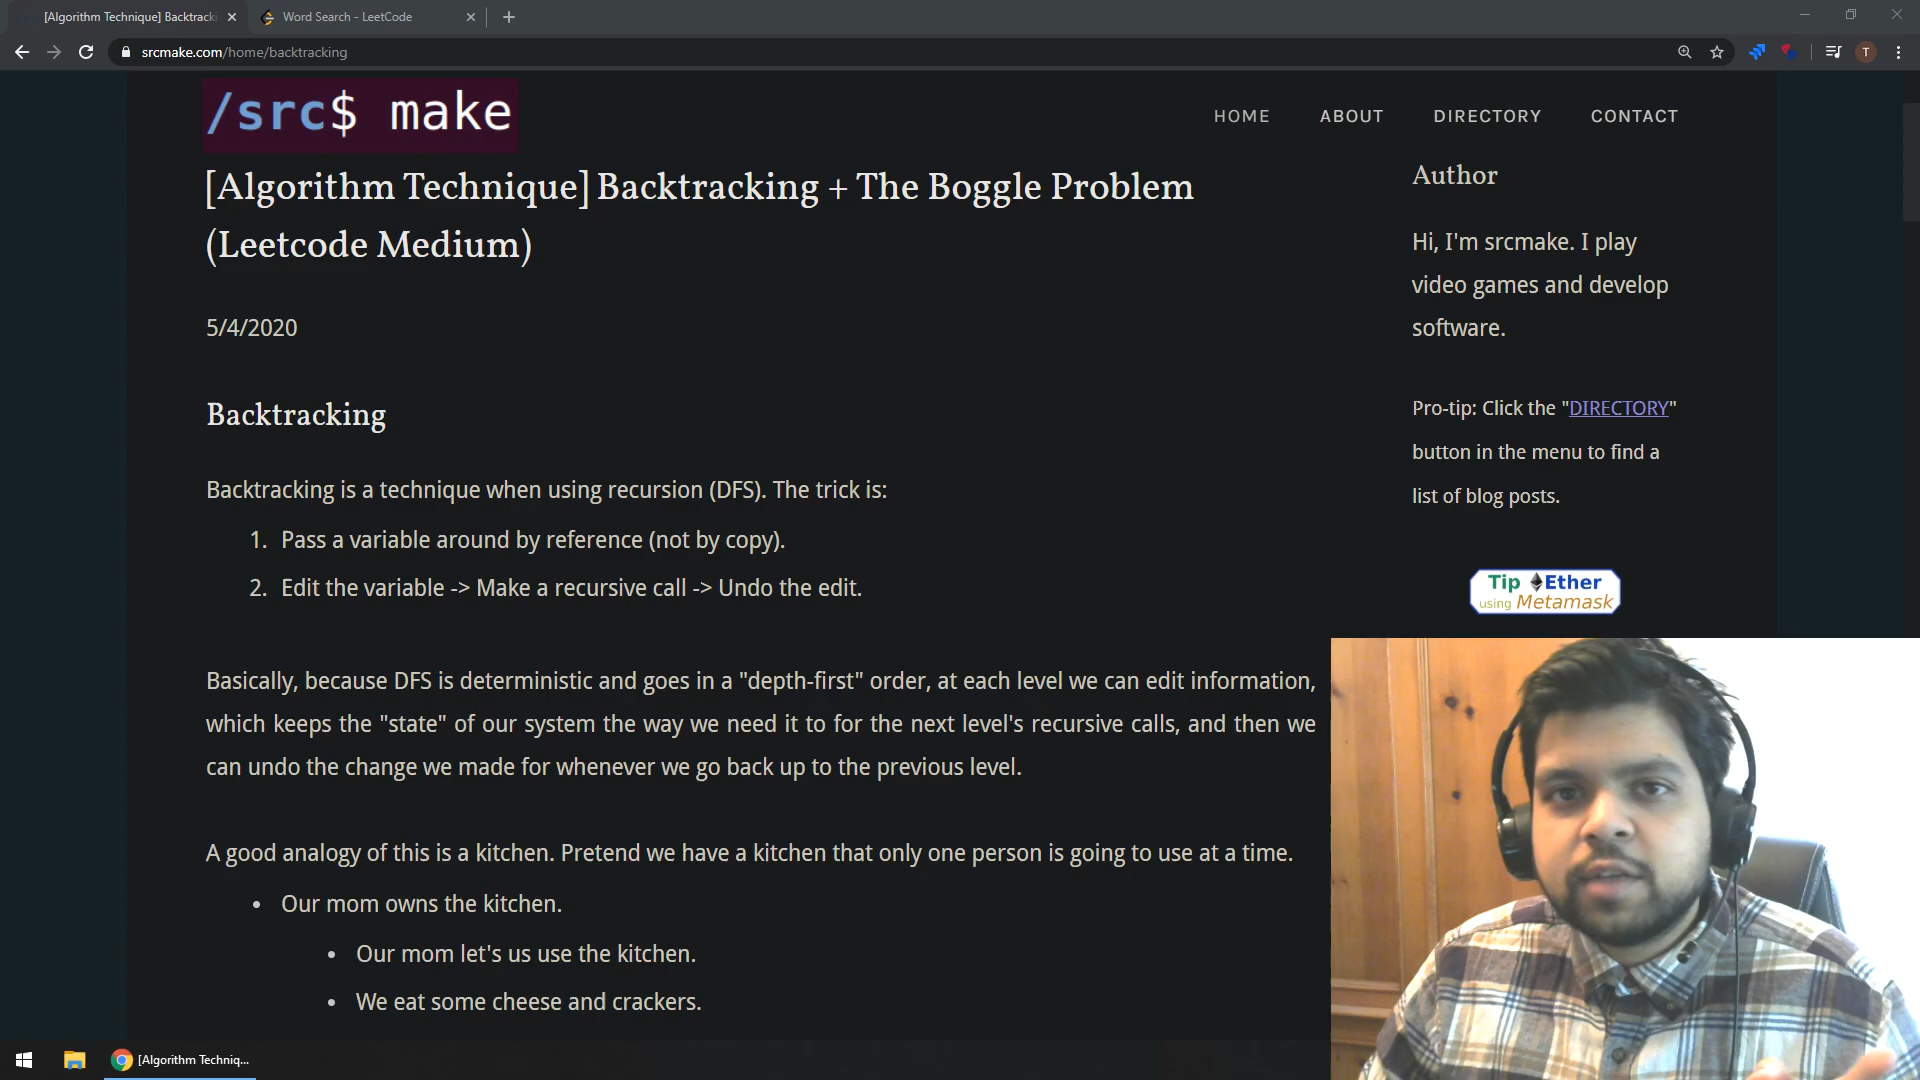 [Algorithm Technique] Backtracki
Word Search - LeetCode
srcmake.com/home/backtracking
T
/src$ make
HOME
ABOUT
DIRECTORY
CONTACT
[Algorithm Technique] Backtracking + The Boggle Problem
(Leetcode Medium)
5/4/2020
Backtracking
Backtracking is a technique when using recursion (DFS). The trick is:
1. Pass a variable around by reference (not by copy).
2. Edit the variable -> Make a recursive call -> Undo the edit.
Basically, because DFS is deterministic and goes in a "depth-first" order, at each level we can edit information,
which keeps the "state" of our system the way we need it to for the next level's recursive calls, and then we
can undo the change we made for whenever we go back up to the previous level.
A good analogy of this is a kitchen. Pretend we have a kitchen that only one person is going to use at a time.
• Our mom owns the kitchen.
• Our mom let's us use the kitchen.
• We eat some cheese and crackers.
Author
Hi, I'm srcmake. I play
video games and develop
software.
Pro-tip: Click the "DIRECTORY"
button in the menu to find a
list of blog posts.
Tip Ether
using Metamask
[Algorithm Techniq...